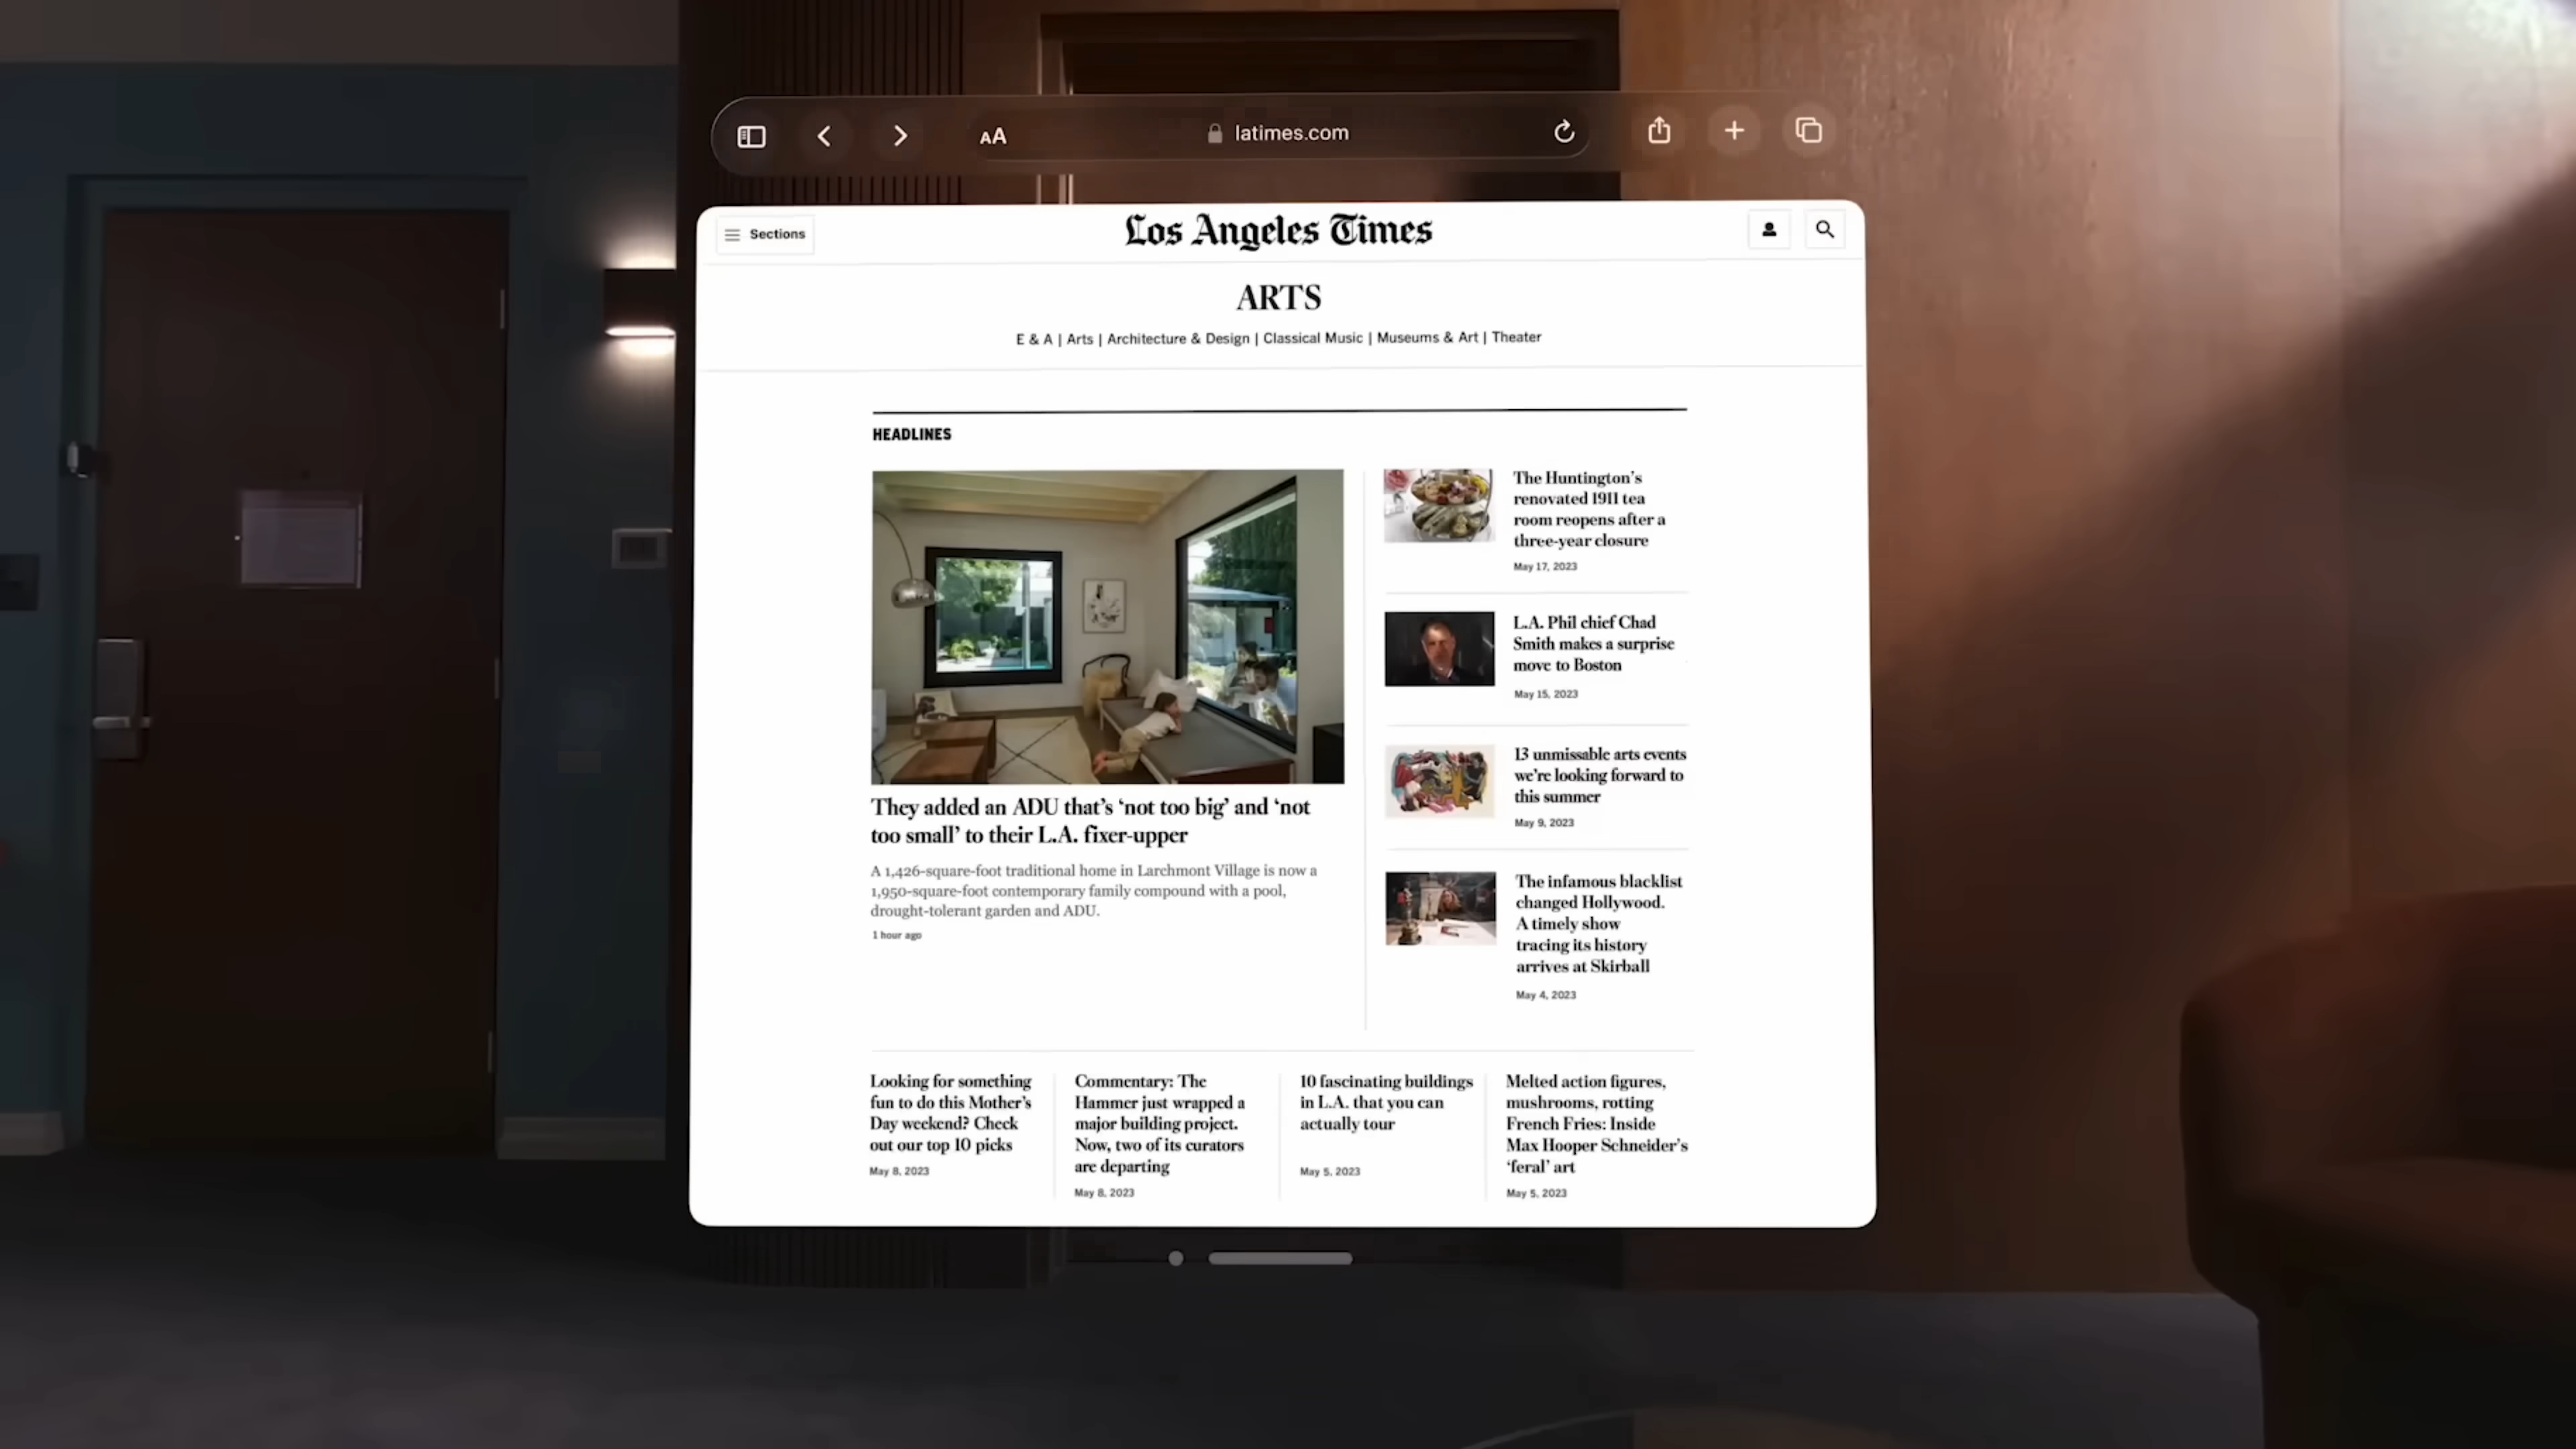 AA
latimes.com
Sections
Los Angeles Times
ARTS
E & A | Arts | Architecture & Design | Classical Music | Museums & Art | Theater
HEADLINES
They added an ADU that's ‘not too big’ and ‘not
too small’ to their L.A. fixer-upper
A 1,426-square-foot traditional home in Larchmont Village is now a
1,950-square-foot contemporary family compound with a pool,
drought-tolerant garden and ADU.
1 hour ago
The Huntington's
renovated 1911 tea
room reopens after a
three-year closure
May 17, 2023
L.A. Phil chief Chad
Smith makes a surprise
move to Boston
May 15, 2023
13 unmissable arts events
we're looking forward to
this summer
May 9, 2023
The infamous blacklist
changed Hollywood.
A timely show
tracing its history
arrives at Skirball
May 4, 2023
Looking for something
fun to do this Mother's
Day weekend? Check
out our top 10 picks
May 8, 2023
Commentary: The
Hammer just wrapped a
major building project.
Now, two of its curators
are departing
May 8, 2023
10 fascinating buildings
in L.A. that you can
actually tour
May 5, 2023
Melted action figures,
mushrooms, rotting
French Fries: Inside
Max Hooper Schneider's
‘feral’ art
May 5, 2023